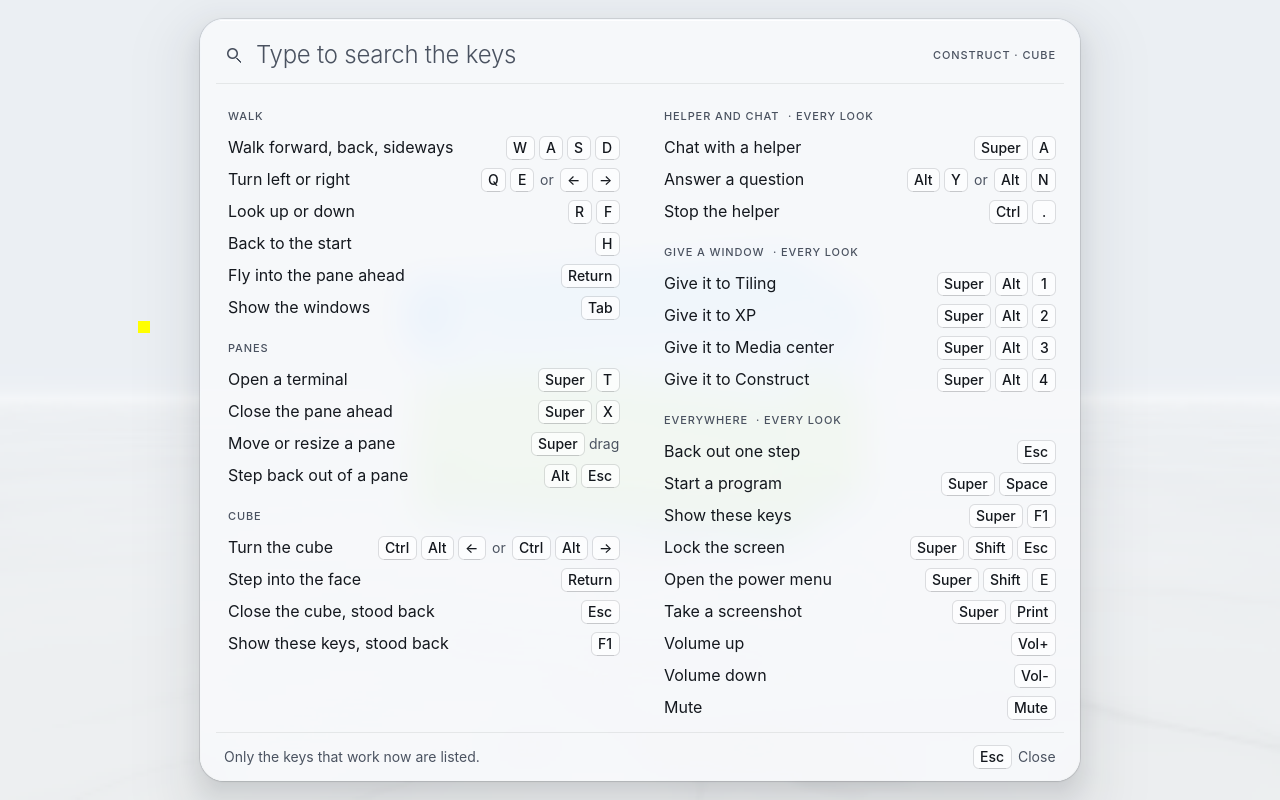 Type to search the keys
CONSTRUCT · CUBE
WALK
Walk forward, back, sideways W A S D
Turn left or right Q E or ← →
Look up or down R F
Back to the start H
Fly into the pane ahead Return
Show the windows Tab
PANES
Open a terminal Super T
Close the pane ahead Super X
Move or resize a pane Super drag
Step back out of a pane Alt Esc
CUBE
Turn the cube Ctrl Alt ← or Ctrl Alt →
Step into the face Return
Close the cube, stood back Esc
Show these keys, stood back F1
HELPER AND CHAT · EVERY LOOK
Chat with a helper Super A
Answer a question Alt Y or Alt N
Stop the helper Ctrl .
GIVE A WINDOW · EVERY LOOK
Give it to Tiling Super Alt 1
Give it to XP Super Alt 2
Give it to Media center Super Alt 3
Give it to Construct Super Alt 4
EVERYWHERE · EVERY LOOK
Back out one step Esc
Start a program Super Space
Show these keys Super F1
Lock the screen Super Shift Esc
Open the power menu Super Shift E
Take a screenshot Super Print
Volume up Vol+
Volume down Vol-
Mute Mute
Only the keys that work now are listed.
Esc Close